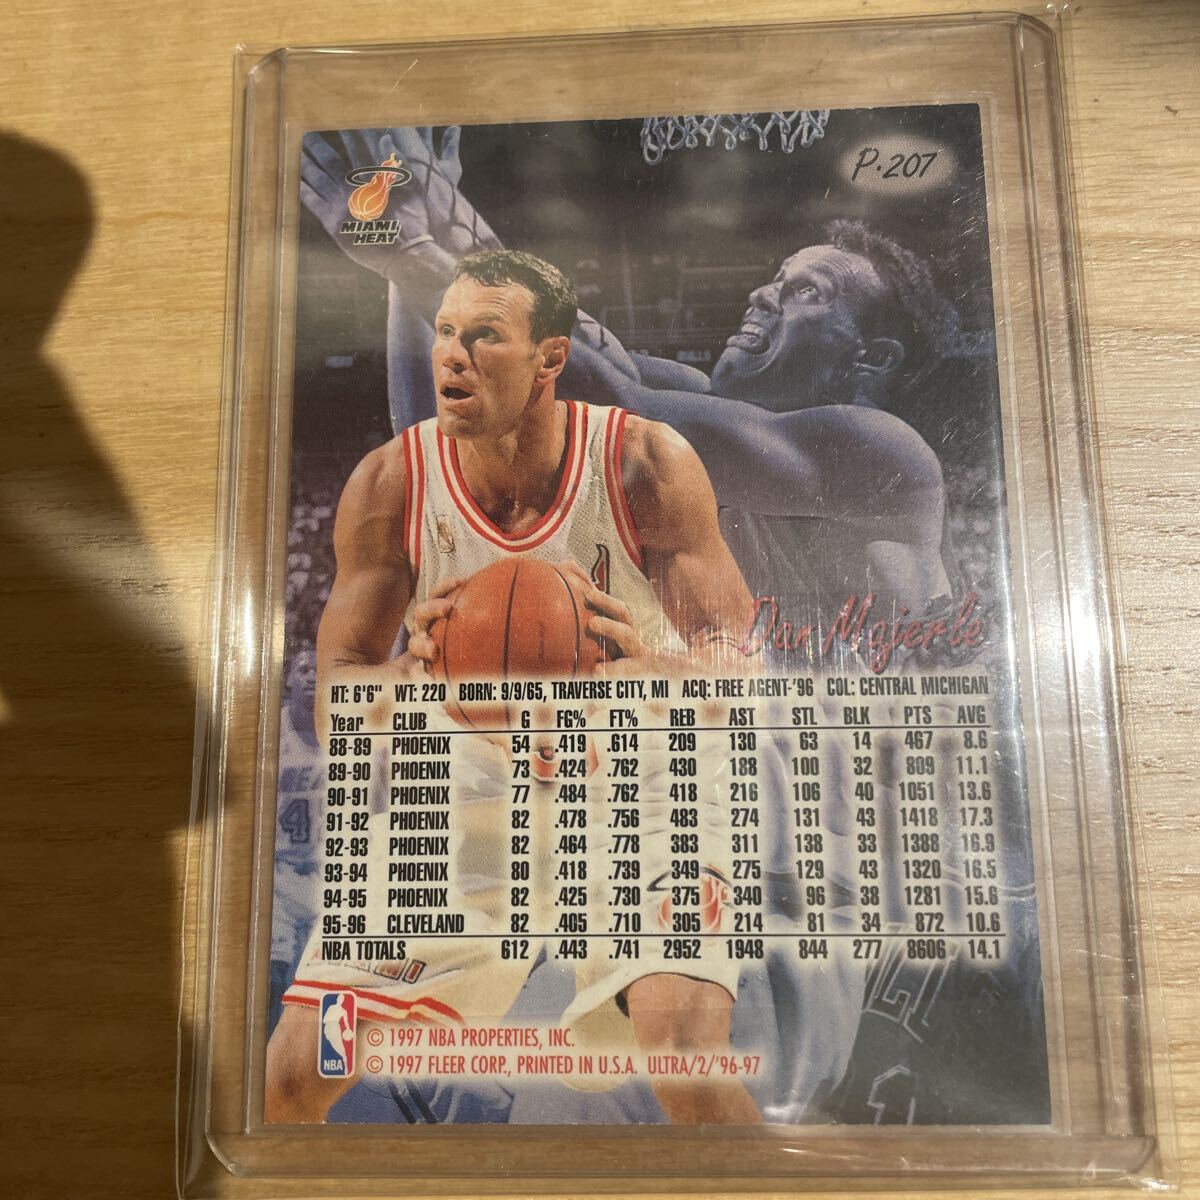 P·207
MIAMI
HEAT
Dan Majerle
HT: 6'6" WT: 220 BORN: 9/9/65, TRAVERSE CITY, MI ACQ: FREE AGENT-'96 COL: CENTRAL MICHIGAN
Year CLUB G FG% FT% REB AST STL BLK PTS AVG
88-89 PHOENIX 54 .419 .614 209 130 63 14 467 8.6
89-90 PHOENIX 73 .424 .762 430 188 100 32 809 11.1
90-91 PHOENIX 77 .484 .762 418 216 106 40 1051 13.6
91-92 PHOENIX 82 .478 .756 483 274 131 43 1418 17.3
92-93 PHOENIX 82 .464 .778 383 311 138 33 1388 16.9
93-94 PHOENIX 80 .418 .739 349 275 129 43 1320 16.5
94-95 PHOENIX 82 .425 .730 375 340 96 38 1281 15.6
95-96 CLEVELAND 82 .405 .710 305 214 81 34 872 10.6
NBA TOTALS 612 .443 .741 2952 1948 844 277 8606 14.1
NBA
© 1997 NBA PROPERTIES, INC.
© 1997 FLEER CORP., PRINTED IN U.S.A. ULTRA/2/'96-97